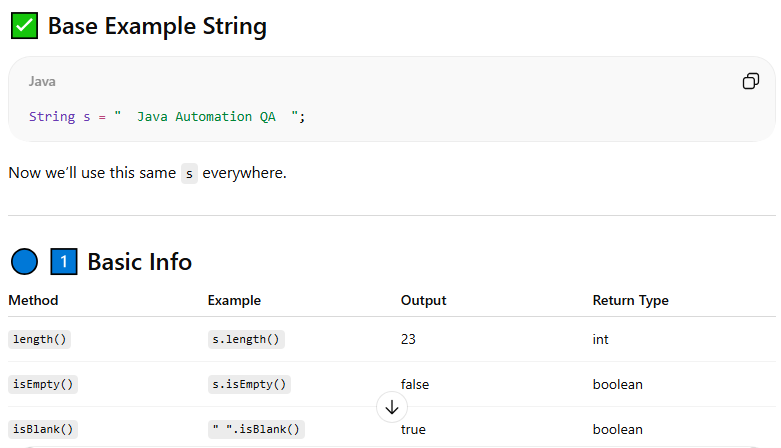 ✅ Base Example String
Java
String s = "  Java Automation QA  ";
Now we'll use this same s everywhere.
🔵 1 Basic Info
Method Example Output Return Type
length() s.length() 23 int
isEmpty() s.isEmpty() false boolean
isBlank() " ".isBlank() true boolean